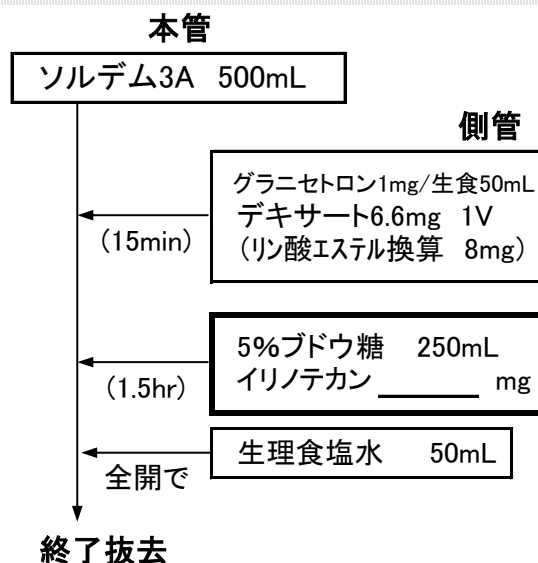 本管
ソルデム3A 500mL
側管
グラニセトロン1mg/生食50mL
デキサート6.6mg 1V
(リン酸エステル換算 8mg)
(15min)
5%ブドウ糖 250mL
イリノテカン ______ mg
(1.5hr)
生理食塩水 50mL
全開で
終了抜去